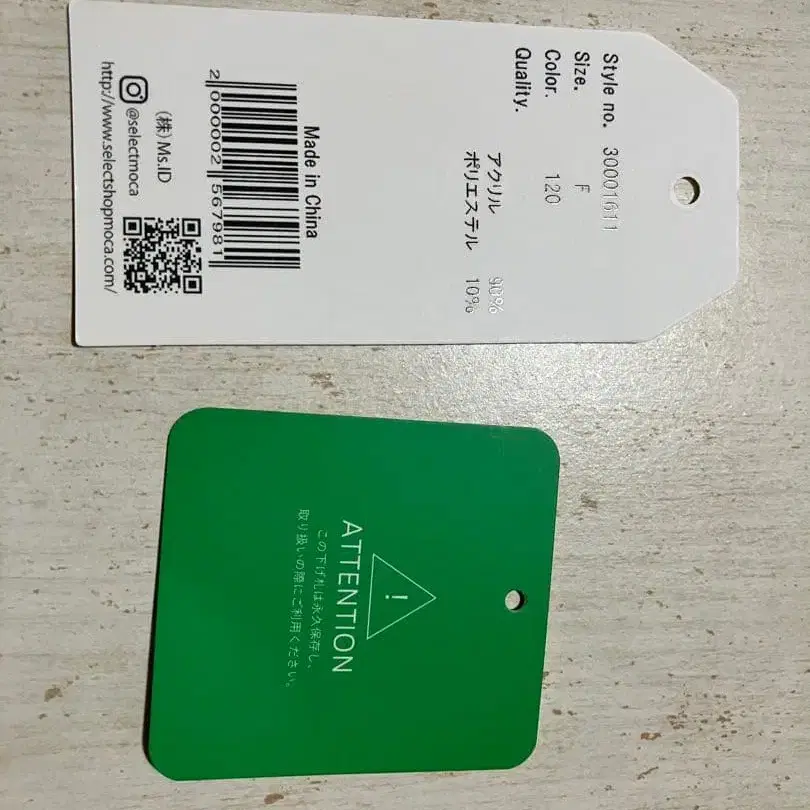 Style no. 30001611
Size. F
Color. 120
Quality.
アクリル 90%
ポリエステル 10%
Made in China
2 000002 567981
(株)Ms.ID
@selectmoca
http://www.selectshopmoca.com/
!
ATTENTION
この下げ札は永久保存し、
取り扱いの際にご利用ください。